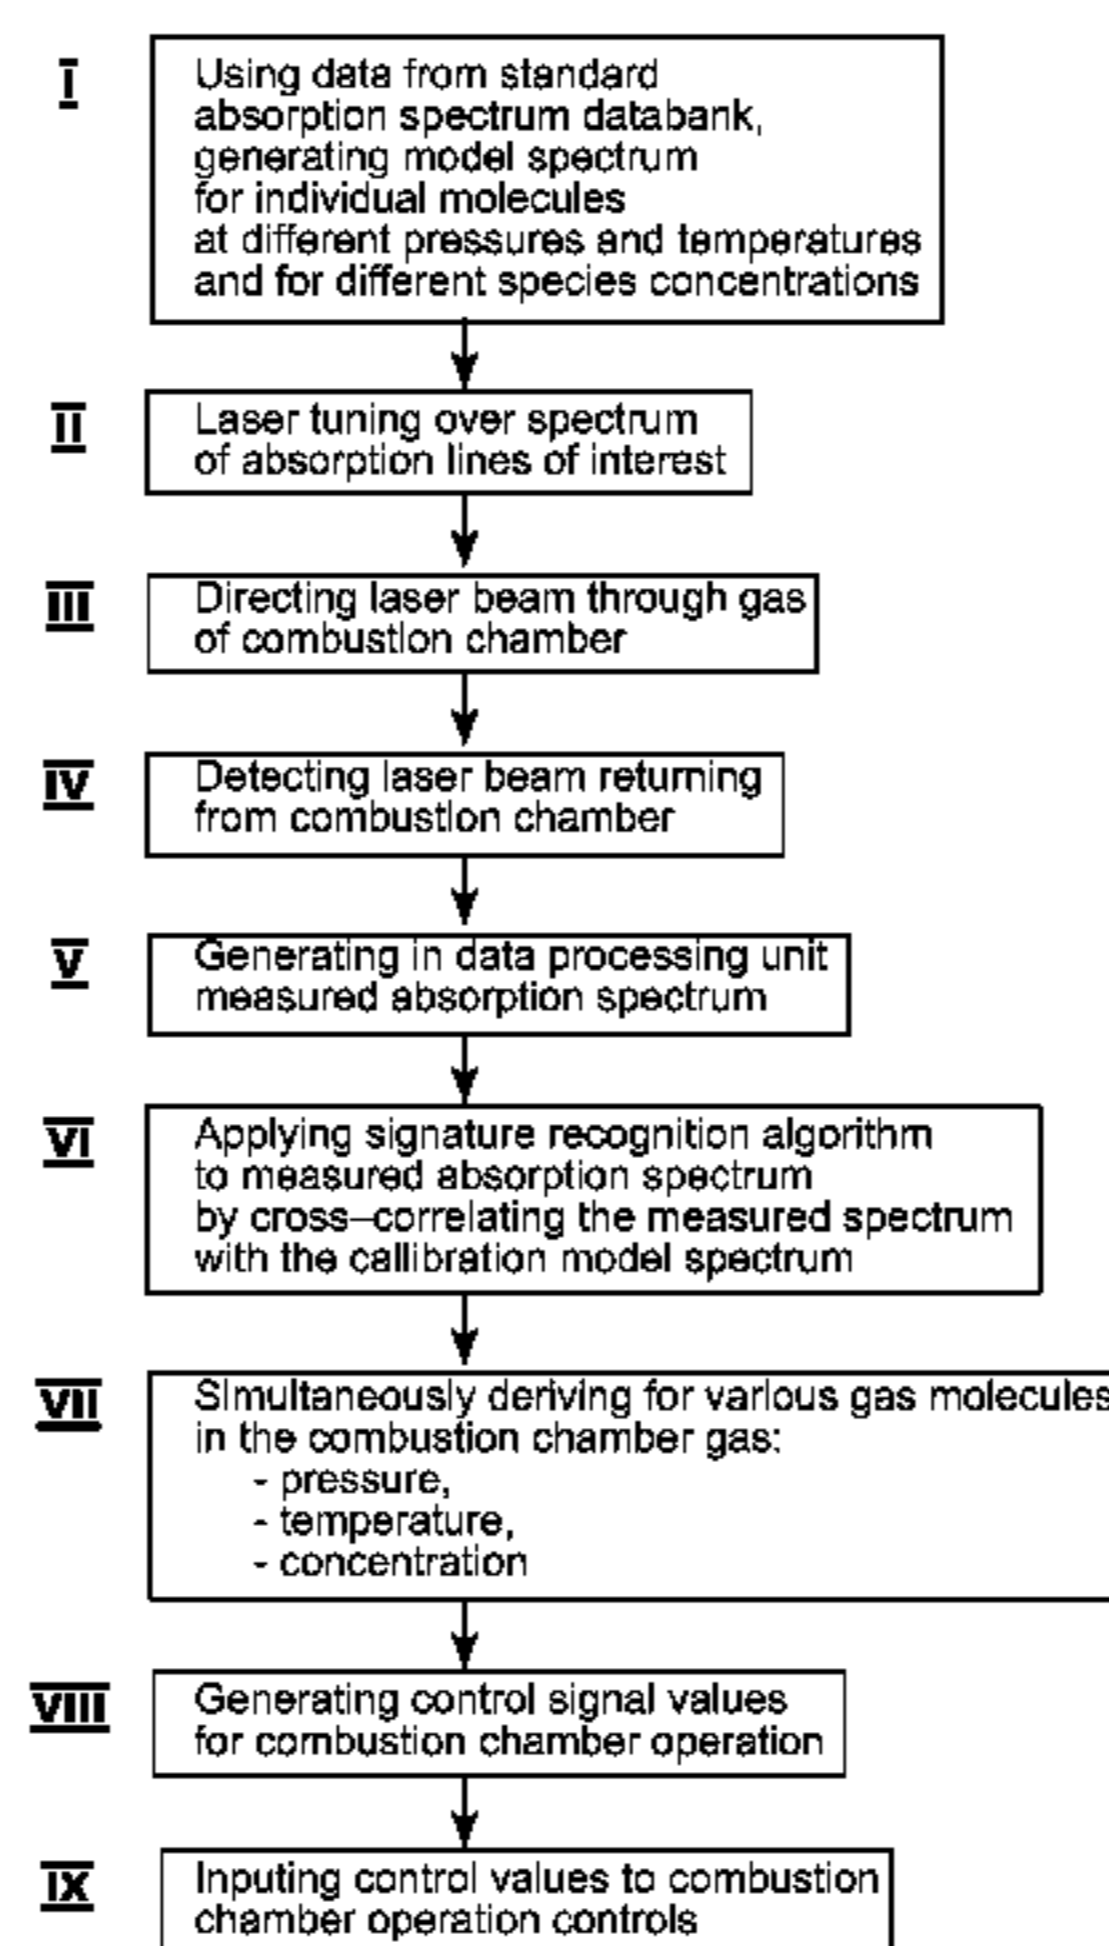 I
Using data from standard
absorption spectrum databank,
generating model spectrum
for individual molecules
at different pressures and temperatures
and for different species concentrations
II
Laser tuning over spectrum
of absorption lines of interest
III
Directing laser beam through gas
of combustion chamber
IV
Detecting laser beam returning
from combustion chamber
V
Generating in data processing unit
measured absorption spectrum
VI
Applying signature recognition algorithm
to measured absorption spectrum
by cross–correlating the measured spectrum
with the callibration model spectrum
VII
Simultaneously deriving for various gas molecules
in the combustion chamber gas:
- pressure,
- temperature,
- concentration
VIII
Generating control signal values
for combustion chamber operation
IX
Inputing control values to combustion
chamber operation controls